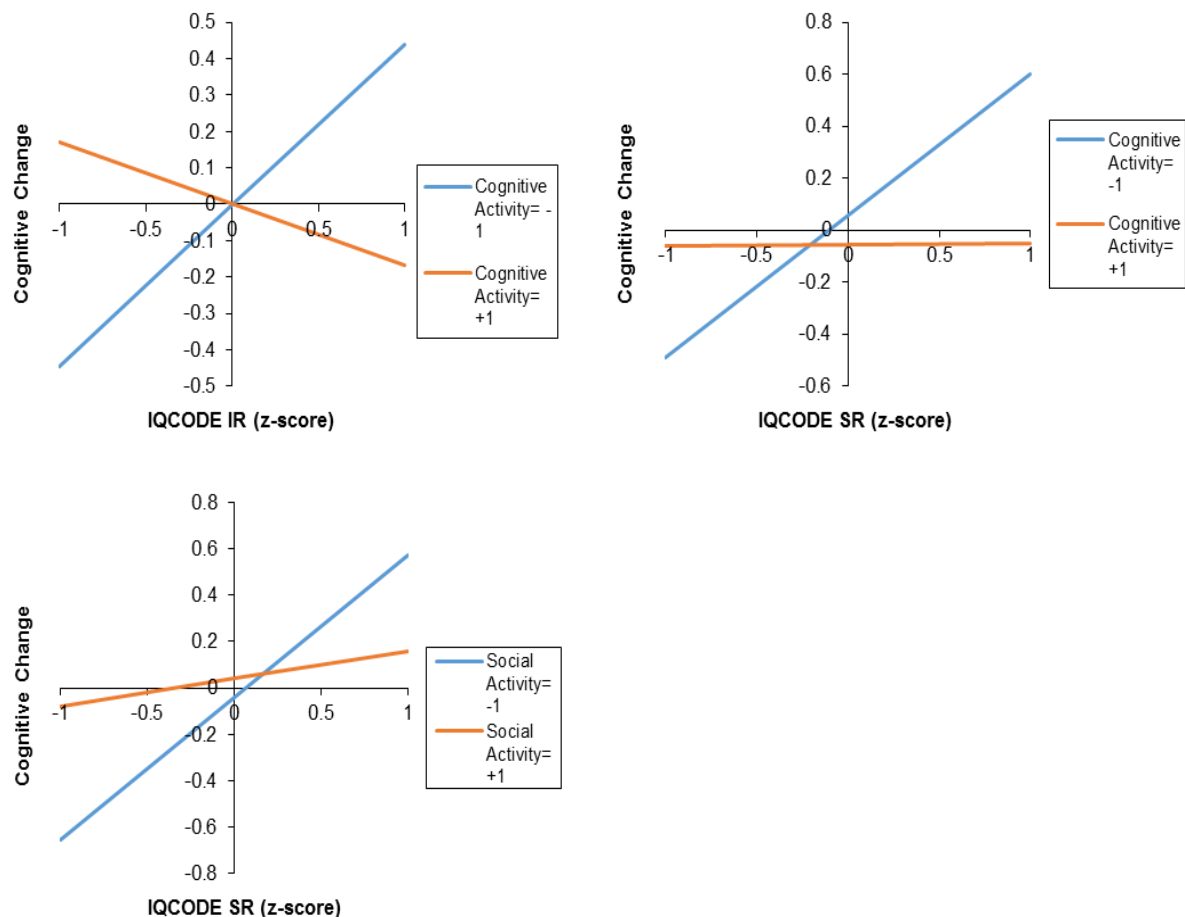 0.5
0.4
0.3
0.2
0.1
0
-0.1
-0.2
-0.3
-0.4
-0.5
-1
-0.5
0
0.5
1
Cognitive Change
IQCODE IR (z-score)
Cognitive
Activity= -
1
Cognitive
Activity=
+1
0.8
0.6
0.4
0.2
0
-0.2
-0.4
-0.6
-1
-0.5
0
0.5
1
Cognitive Change
IQCODE SR (z-score)
Cognitive
Activity=
-1
Cognitive
Activity=
+1
0.8
0.6
0.4
0.2
0
-0.2
-0.4
-0.6
-0.8
-1
-0.5
0
0.5
1
Cognitive Change
IQCODE SR (z-score)
Social
Activity=
-1
Social
Activity=
+1